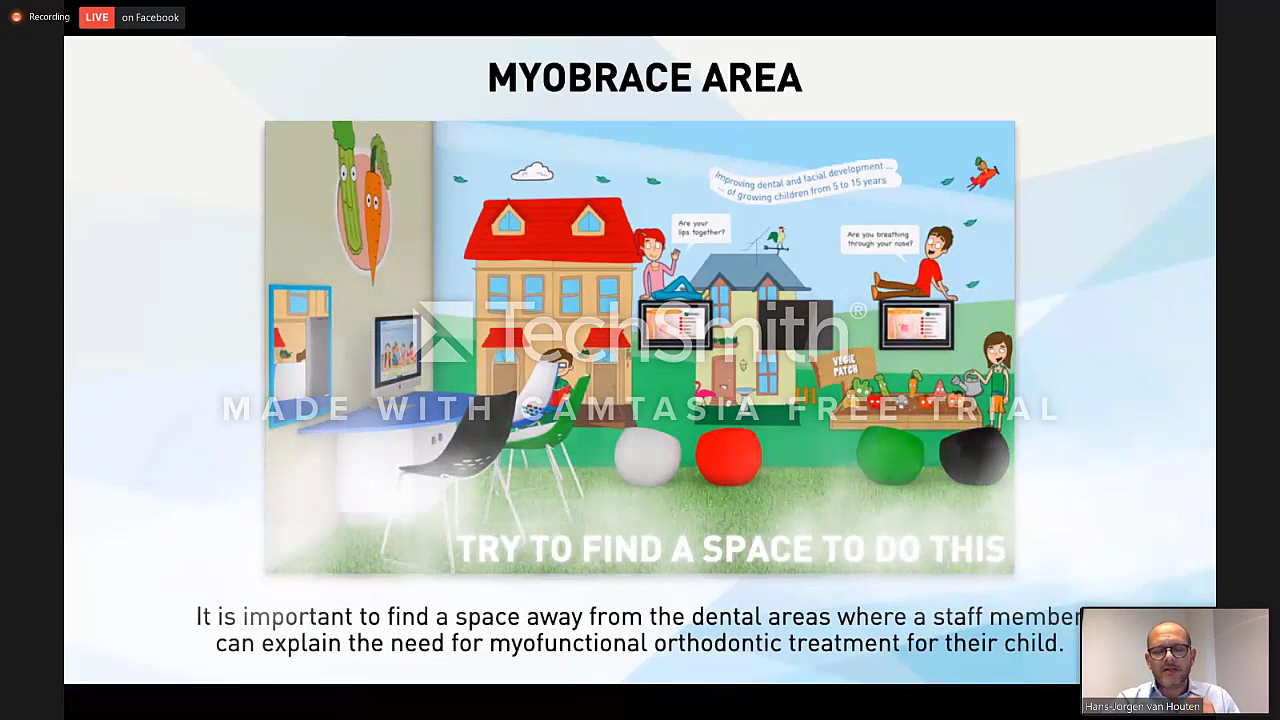 Recording
LIVE on Facebook
MYOBRACE AREA
Improving dental and facial development ...
... of growing children from 5 to 15 years
Are your
lips together?
Are you breathing
through your nose?
TechSmith®
VEGIE
PATCH
MADE WITH CAMTASIA FREE TRIAL
TRY TO FIND A SPACE TO DO THIS
It is important to find a space away from the dental areas where a staff member
can explain the need for myofunctional orthodontic treatment for their child.
Hans-Jorgen van Houten